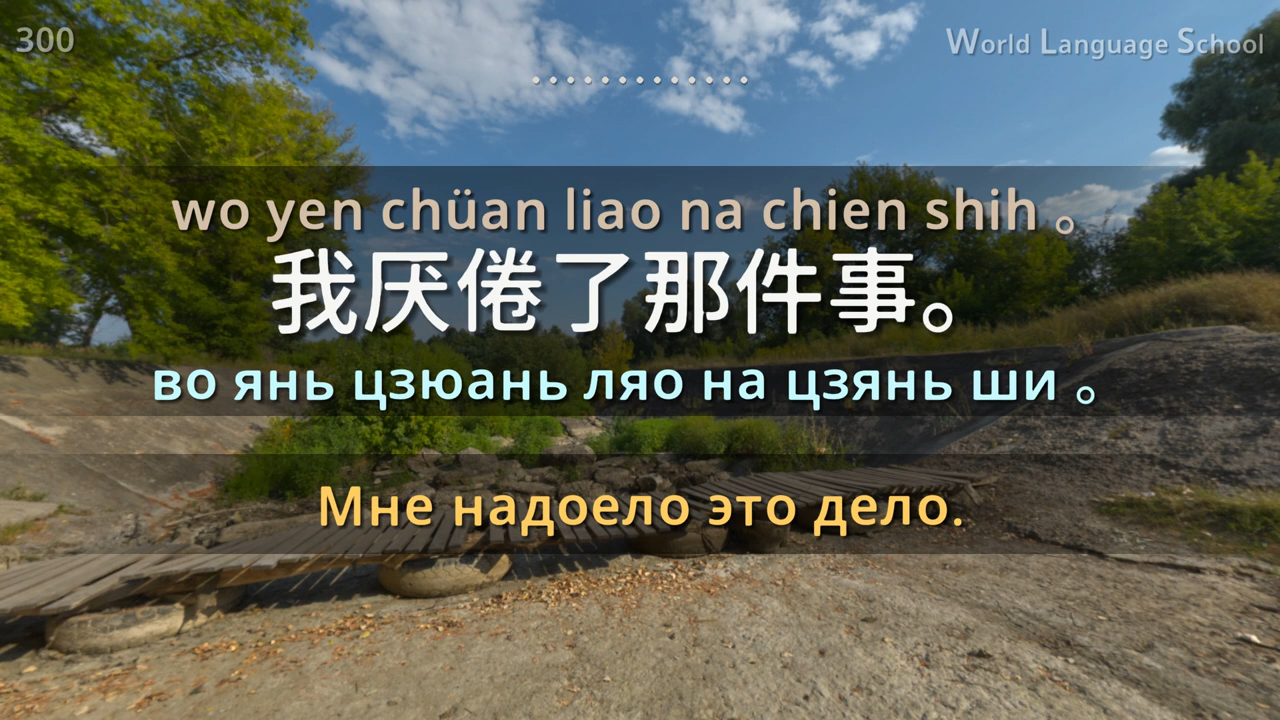 300
World Language School
wo yen chüan liao na chien shih 。
我厌倦了那件事。
во янь цзюань ляо на цзянь ши 。
Мне надоело это дело.